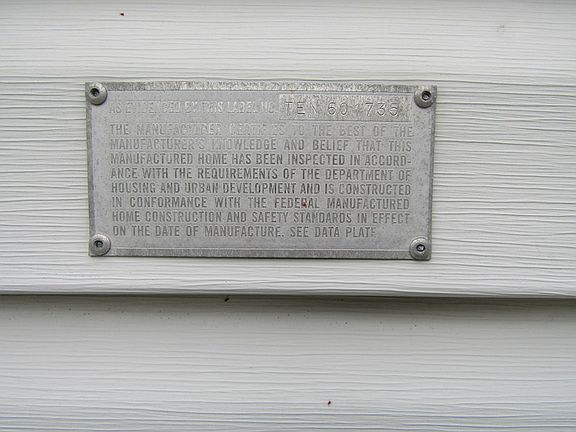 AS EVIDENCED BY THIS LABEL NO. TEN
THE MANUFACTURER CERTIFIES TO THE BEST OF THE
MANUFACTURER'S KNOWLEDGE AND BELIEF THAT THIS
MANUFACTURED HOME HAS BEEN INSPECTED IN ACCORD-
ANCE WITH THE REQUIREMENTS OF THE DEPARTMENT OF
HOUSING AND URBAN DEVELOPMENT AND IS CONSTRUCTED
IN CONFORMANCE WITH THE FEDERAL MANUFACTURED
HOME CONSTRUCTION AND SAFETY STANDARDS IN EFFECT
ON THE DATE OF MANUFACTURE. SEE DATA PLATE